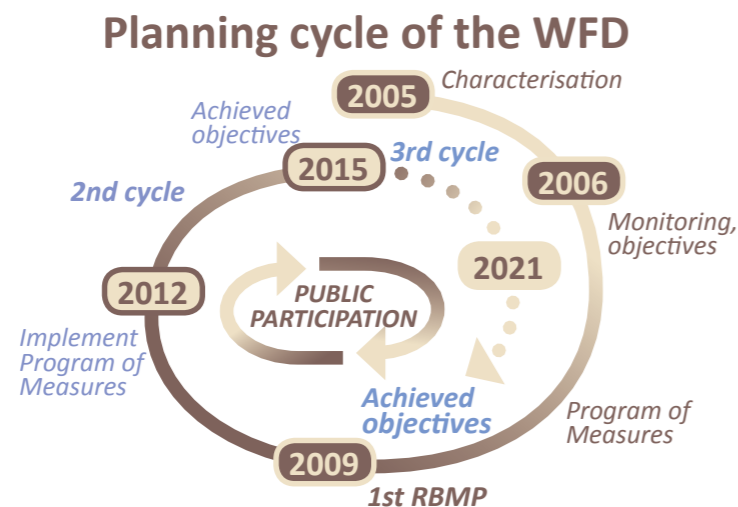 Planning cycle of the WFD
2005
Characterisation
2006
Monitoring,
objectives
Program of
Measures
2009
1st RBMP
2012
Implement
Program of
Measures
2nd cycle
2015
Achieved
objectives
3rd cycle
2021
Achieved
objectives
PUBLIC
PARTICIPATION